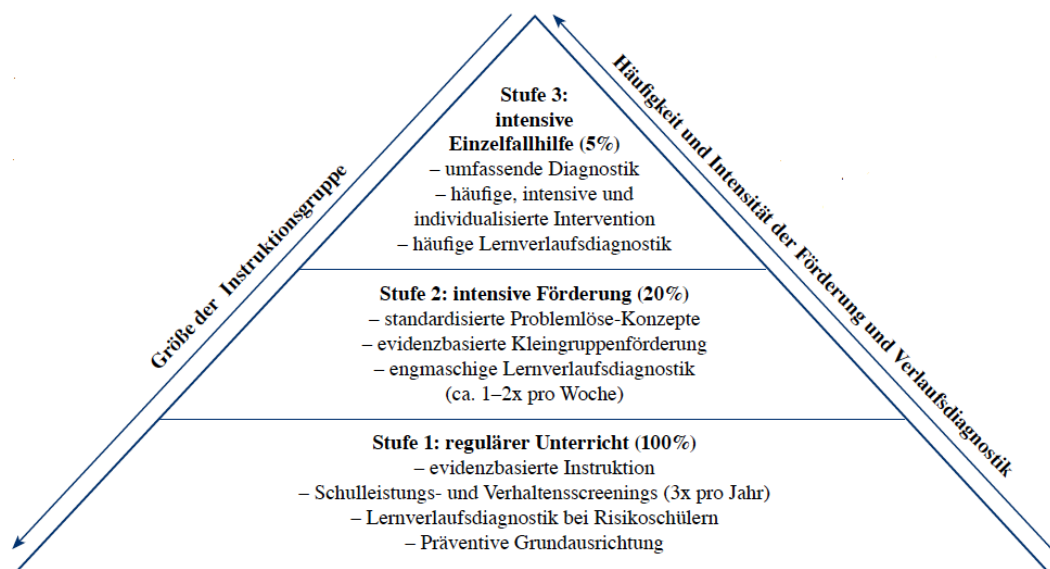 Stufe 3:
intensive
Einzelfallhilfe (5%)
– umfassende Diagnostik
– häufige, intensive und
individualisierte Intervention
– häufige Lernverlaufsdiagnostik
Stufe 2: intensive Förderung (20%)
– standardisierte Problemlöse-Konzepte
– evidenzbasierte Kleingruppenförderung
– engmaschige Lernverlaufsdiagnostik
(ca. 1–2x pro Woche)
Stufe 1: regulärer Unterricht (100%)
– evidenzbasierte Instruktion
– Schulleistungs- und Verhaltensscreenings (3x pro Jahr)
– Lernverlaufsdiagnostik bei Risikoschülern
– Präventive Grundausrichtung
Größe der Instruktionsgruppe
Häufigkeit und Intensität der Förderung und Verlaufsdiagnostik